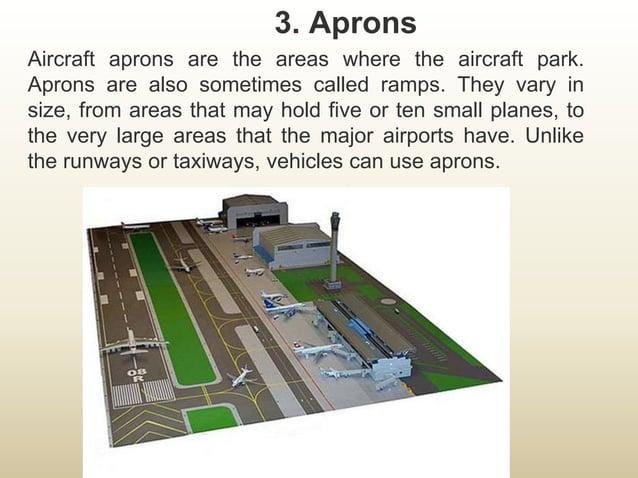 3. Aprons
Aircraft aprons are the areas where the aircraft park.
Aprons are also sometimes called ramps. They vary in
size, from areas that may hold five or ten small planes, to
the very large areas that the major airports have. Unlike
the runways or taxiways, vehicles can use aprons.
08
R